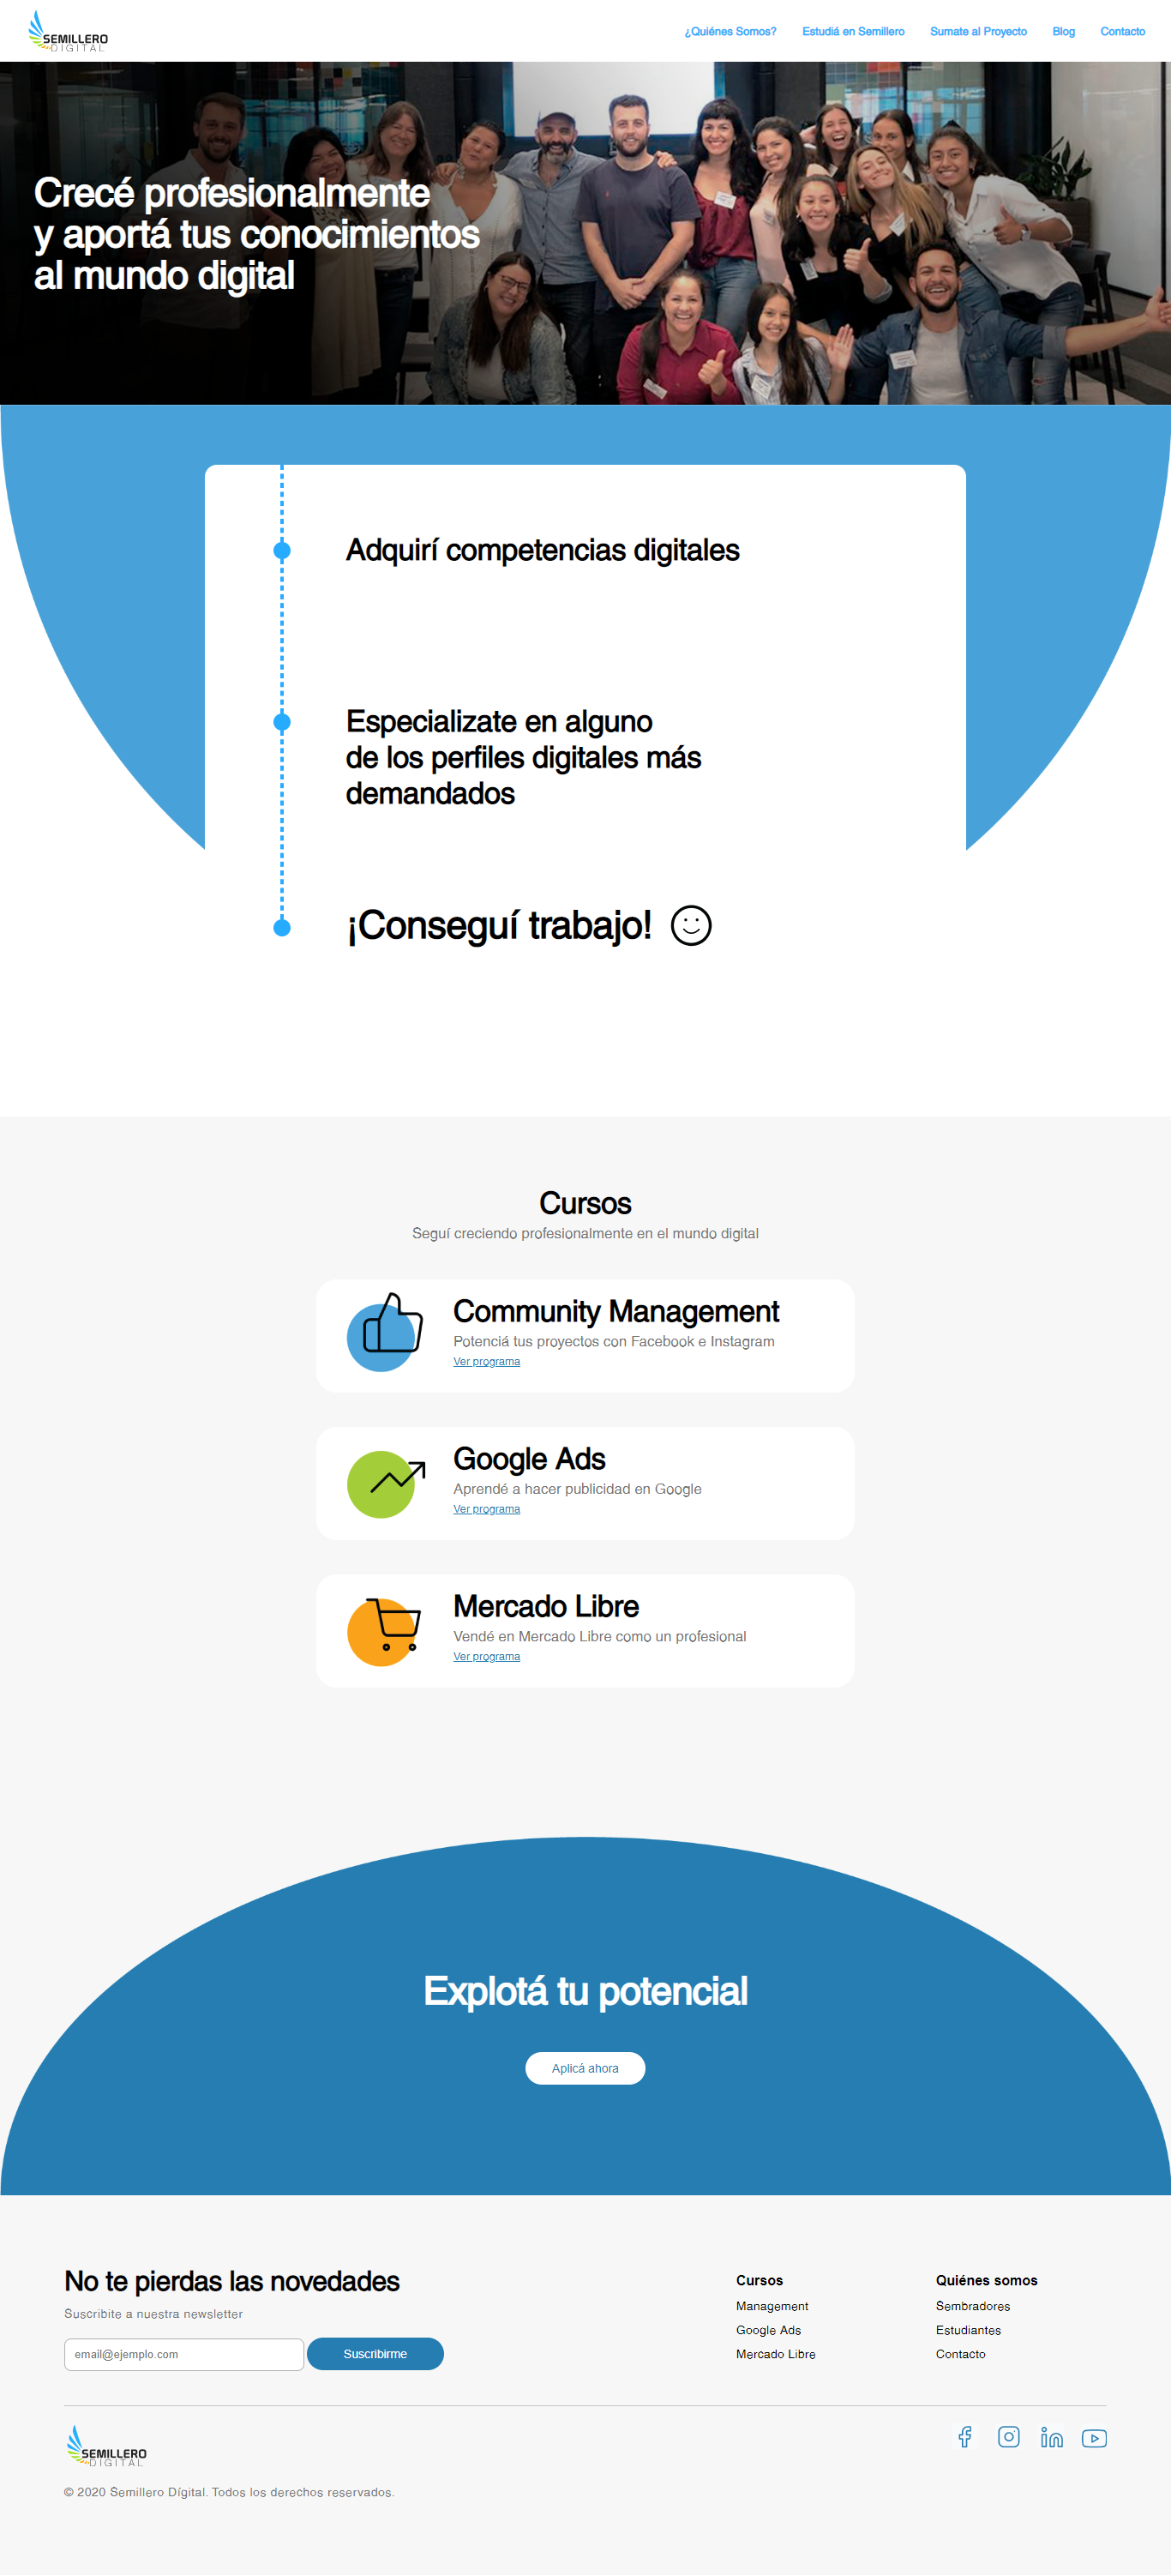 SEMILLERO
DIGITAL
¿Quiénes Somos?
Estudiá en Semillero
Sumate al Proyecto
Blog
Contacto
Crecé profesionalmente
y aportá tus conocimientos
al mundo digital
Adquirí competencias digitales
Especializate en alguno
de los perfiles digitales más
demandados
¡Conseguí trabajo!
Cursos
Seguí creciendo profesionalmente en el mundo digital
Community Management
Potenciá tus proyectos con Facebook e Instagram
Ver programa
Google Ads
Aprendé a hacer publicidad en Google
Ver programa
Mercado Libre
Vendé en Mercado Libre como un profesional
Ver programa
Explotá tu potencial
Aplicá ahora
No te pierdas las novedades
Suscribite a nuestra newsletter
email@ejemplo.com
Suscribirme
Cursos
Management
Google Ads
Mercado Libre
Quiénes somos
Sembradores
Estudiantes
Contacto
SEMILLERO
DIGITAL
© 2020 Semillero Dígital. Todos los derechos reservados.